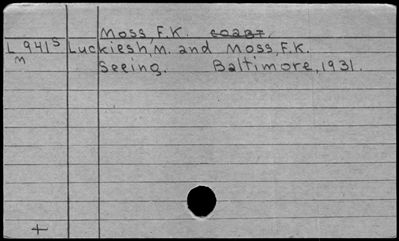 Moss, F.K.
L 941s Luckiesh, M. and Moss, F.K.
m Seeing. Baltimore, 1931.
+